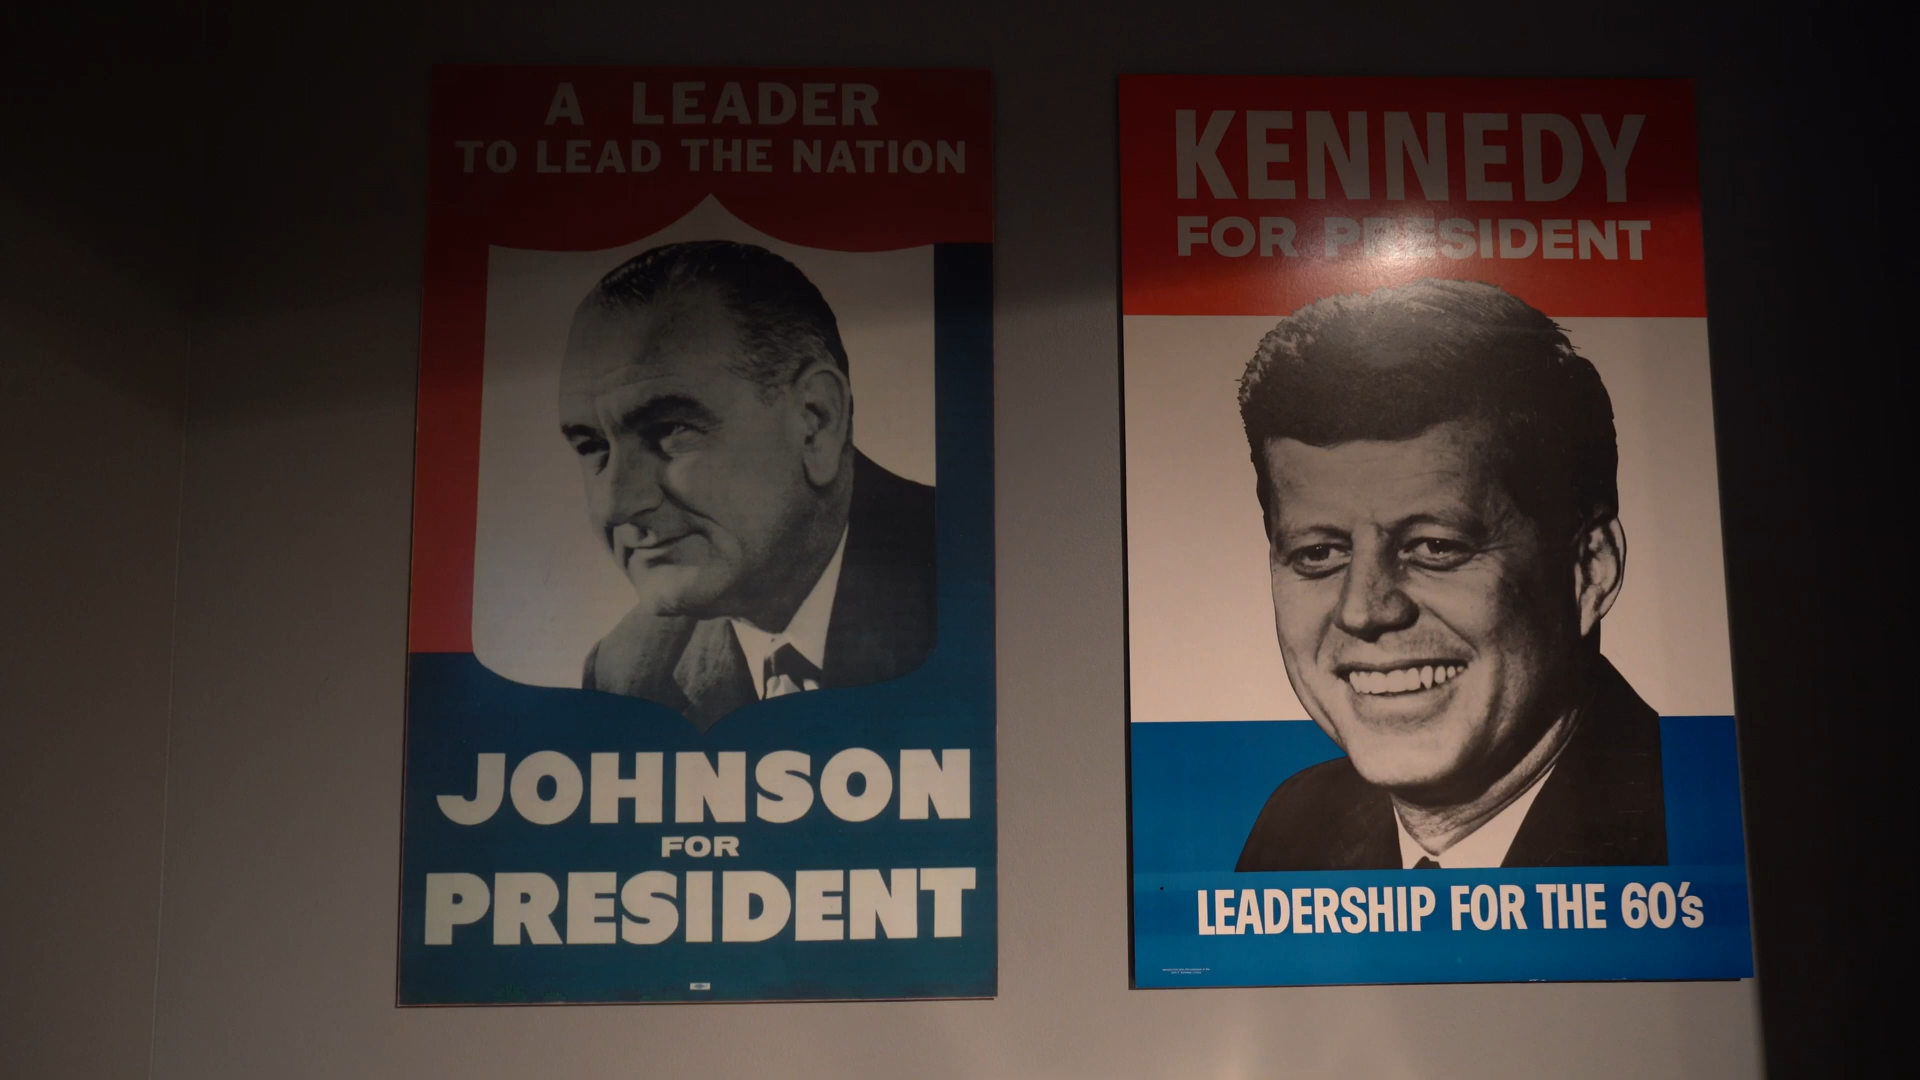 A LEADER
TO LEAD THE NATION
JOHNSON
FOR
PRESIDENT
KENNEDY
FOR PRESIDENT
LEADERSHIP FOR THE 60's